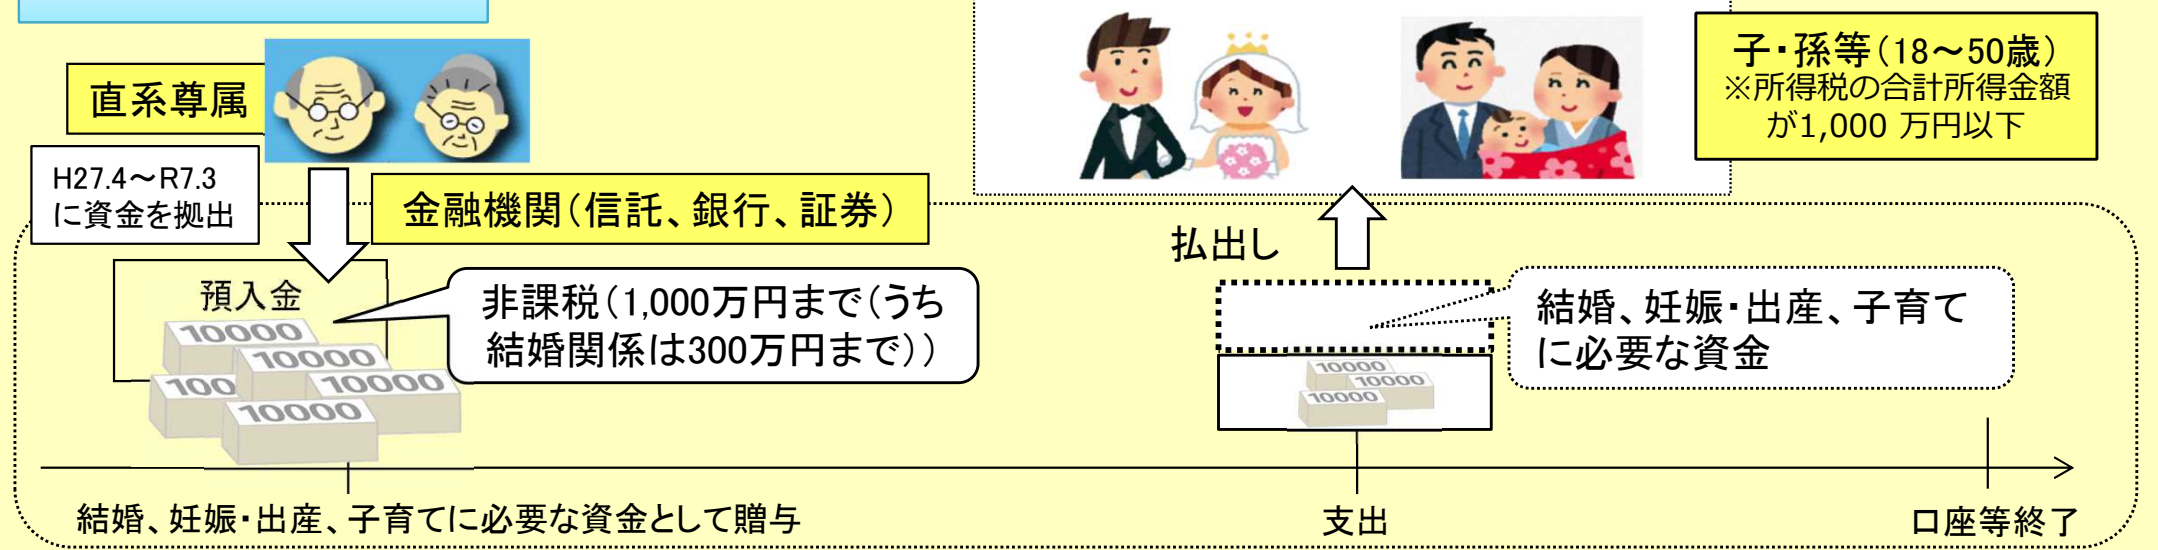 直系尊属
子・孫等(18～50歳)
※所得税の合計所得金額
が1,000 万円以下
H27.4～R7.3
に資金を拠出
金融機関(信託、銀行、証券)
払出し
預入金
非課税(1,000万円まで(うち
結婚関係は300万円まで))
結婚、妊娠・出産、子育て
に必要な資金
10000
10000
100
10000
10000
10000
10000
10000
結婚、妊娠・出産、子育てに必要な資金として贈与
支出
口座等終了